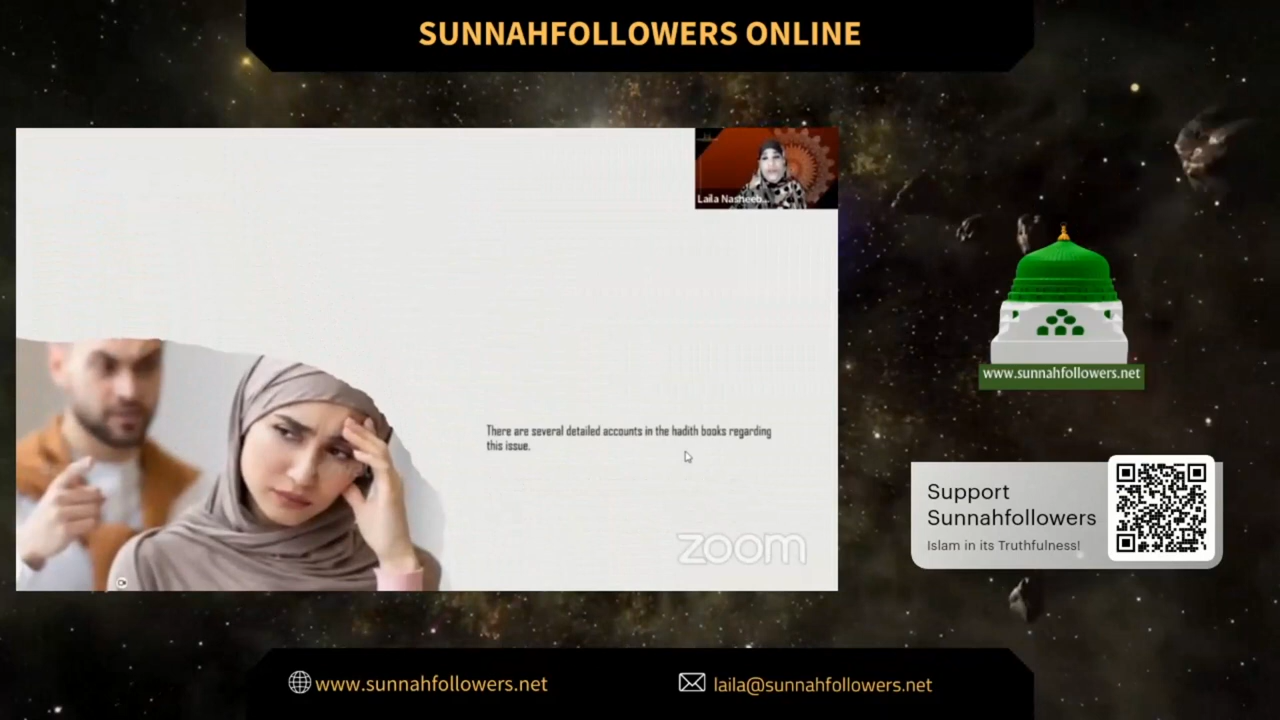 SUNNAHFOLLOWERS ONLINE
Laila Nasheeb...
There are several detailed accounts in the hadith books regarding
this issue.
zoom
www.sunnahfollowers.net
Support
Sunnahfollowers
Islam in its Truthfulness!
www.sunnahfollowers.net
laila@sunnahfollowers.net